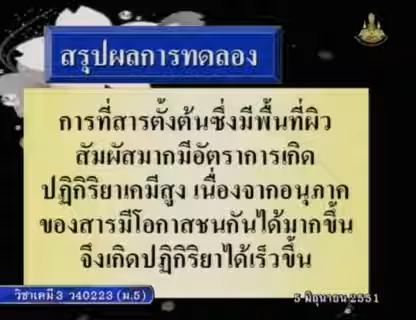 สรุปผลการทดลอง
การที่สารตั้งต้นซึ่งมีพื้นที่ผิว
สัมผัสมากมีอัตราการเกิด
ปฏิกิริยาเคมีสูง เนื่องจากอนุภาค
ของสารมีโอกาสชนกันได้มากขึ้น
จึงเกิดปฏิกิริยาได้เร็วขึ้น
วิชาเคมี 3 ว40223 (ม.5)
5 มิถุนายน 2551